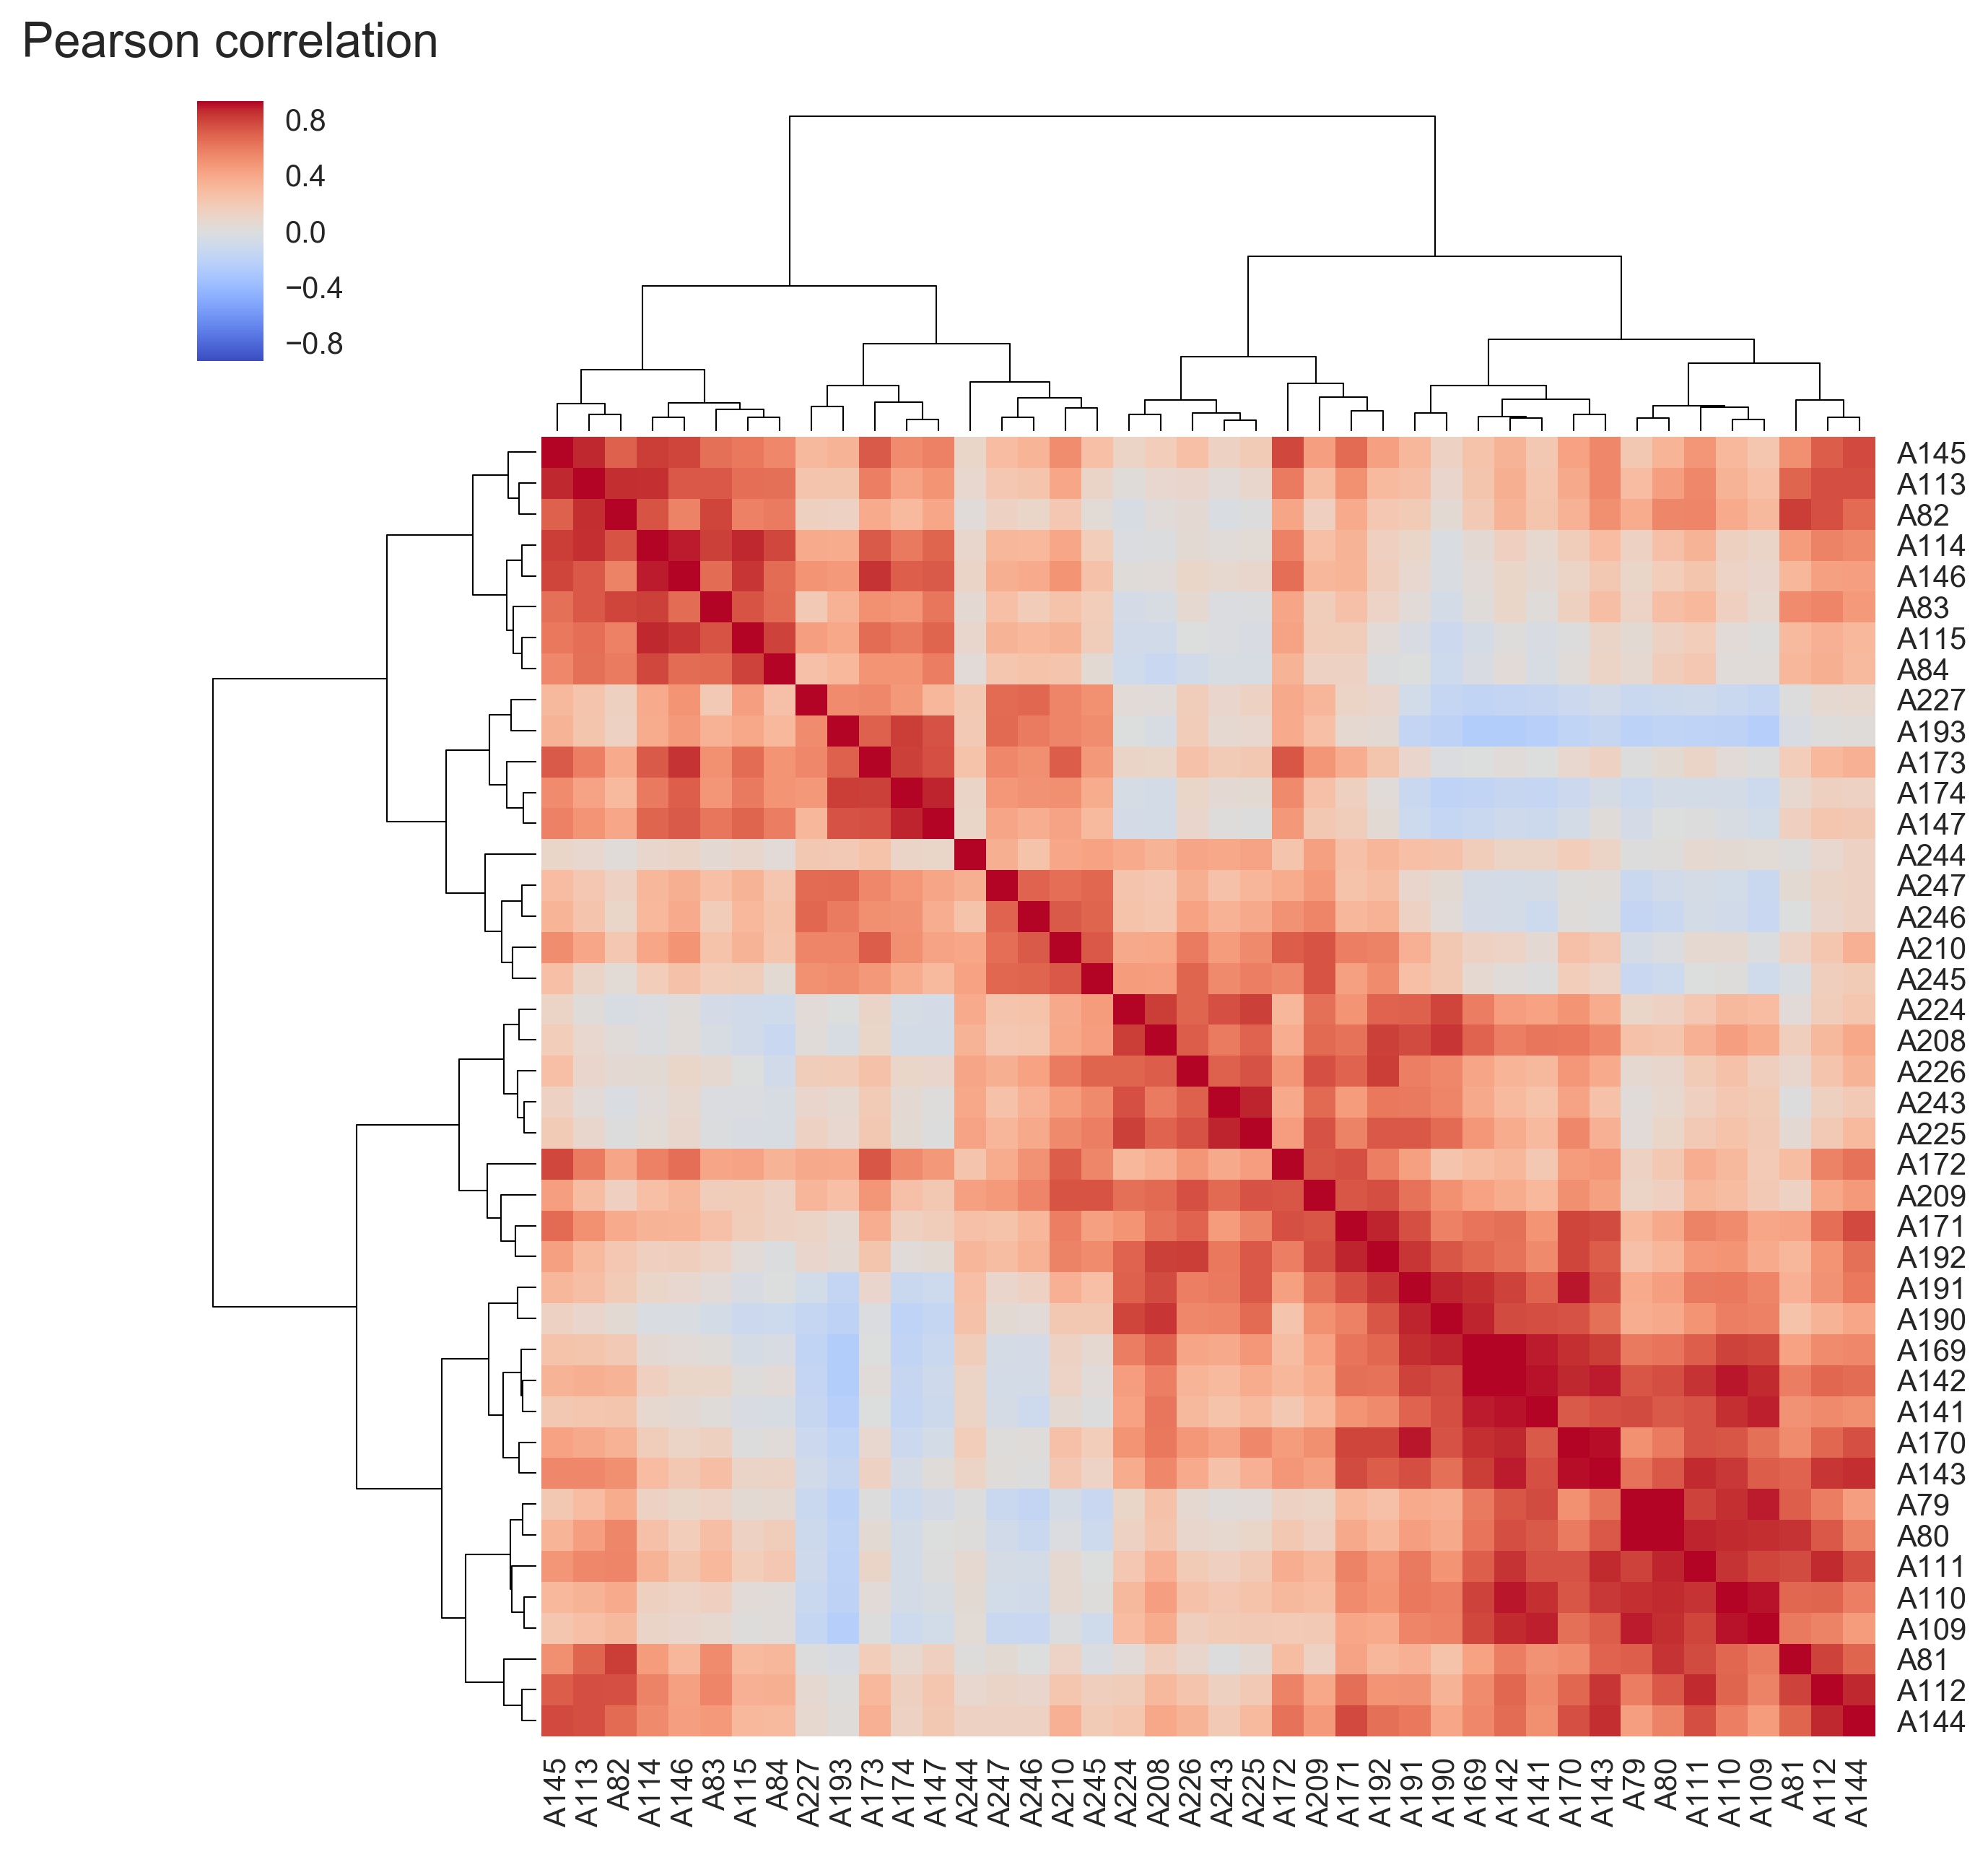 Pearson correlation
0.8
0.4
0.0
−0.4
−0.8
A145
A113
A82
A114
A146
A83
A115
A84
A227
A193
A173
A174
A147
A244
A247
A246
A210
A245
A224
A208
A226
A243
A225
A172
A209
A171
A192
A191
A190
A169
A142
A141
A170
A143
A79
A80
A111
A110
A109
A81
A112
A144
A145
A113
A82
A114
A146
A83
A115
A84
A227
A193
A173
A174
A147
A244
A247
A246
A210
A245
A224
A208
A226
A243
A225
A172
A209
A171
A192
A191
A190
A169
A142
A141
A170
A143
A79
A80
A111
A110
A109
A81
A112
A144